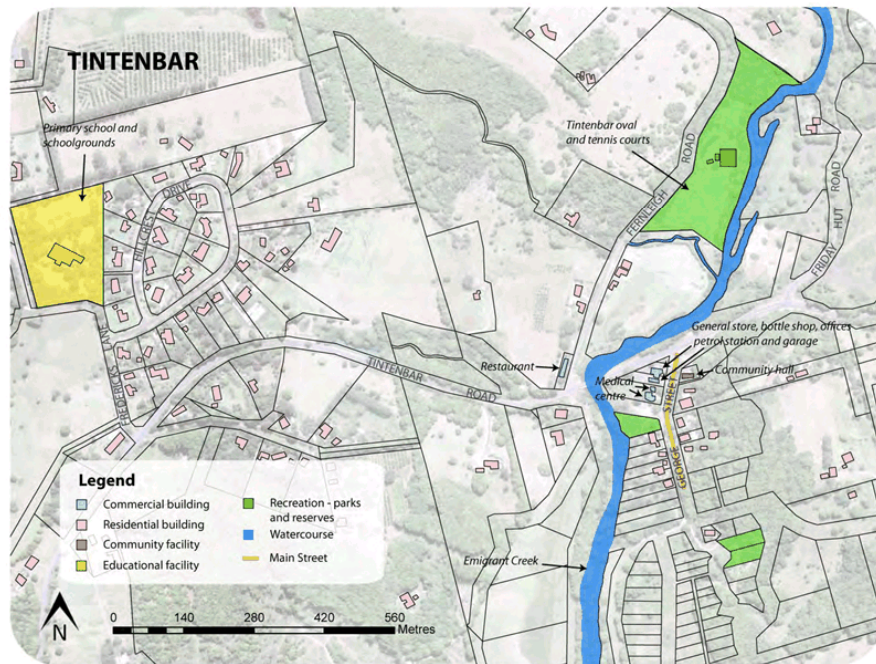 TINTENBAR
Primary school and
schoolgrounds
HILLCREST DRIVE
FREDERICKS LANE
TINTENBAR ROAD
Tintenbar oval
and tennis courts
FERNLEIGH ROAD
FRIDAY HUT ROAD
General store, bottle shop, offices
petrol station and garage
Restaurant
Medical
centre
Community hall
GEORGE STREET
Emigrant Creek
Legend
Commercial building
Residential building
Community facility
Educational facility
Recreation - parks
and reserves
Watercourse
Main Street
N
0 140 280 420 560
Metres